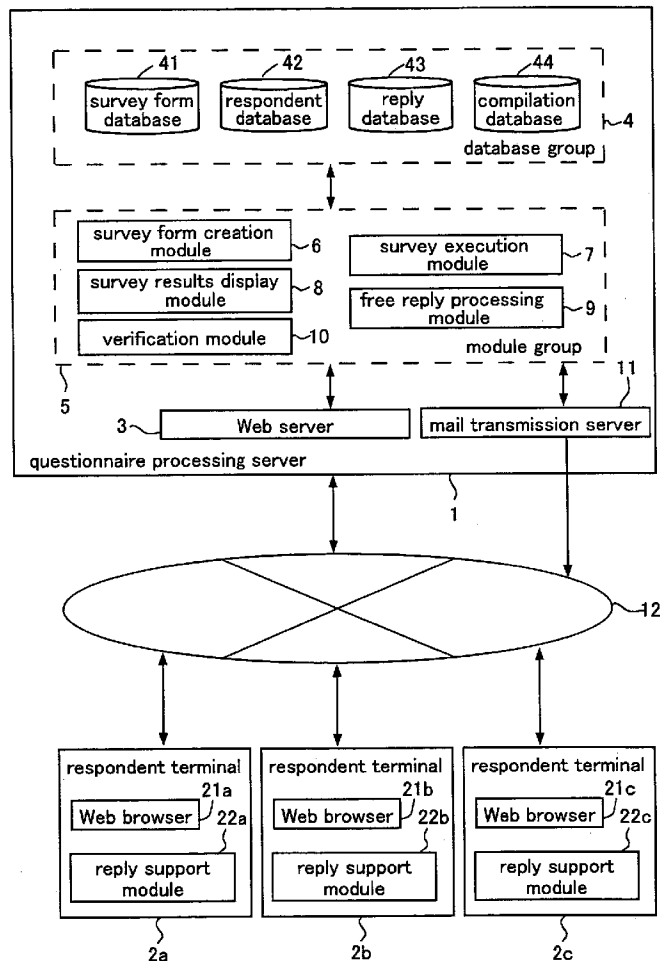 41
42
43
44
survey form
database
respondent
database
reply
database
compilation
database
4
database group
survey form creation
module
6
survey execution
module
7
survey results display
module
8
free reply processing
module
9
verification module
10
module group
5
11
3
Web server
mail transmission server
questionnaire processing server
1
12
respondent terminal
21a
Web browser
22a
reply support
module
2a
respondent terminal
21b
Web browser
22b
reply support
module
2b
respondent terminal
21c
Web browser
22c
reply support
module
2c